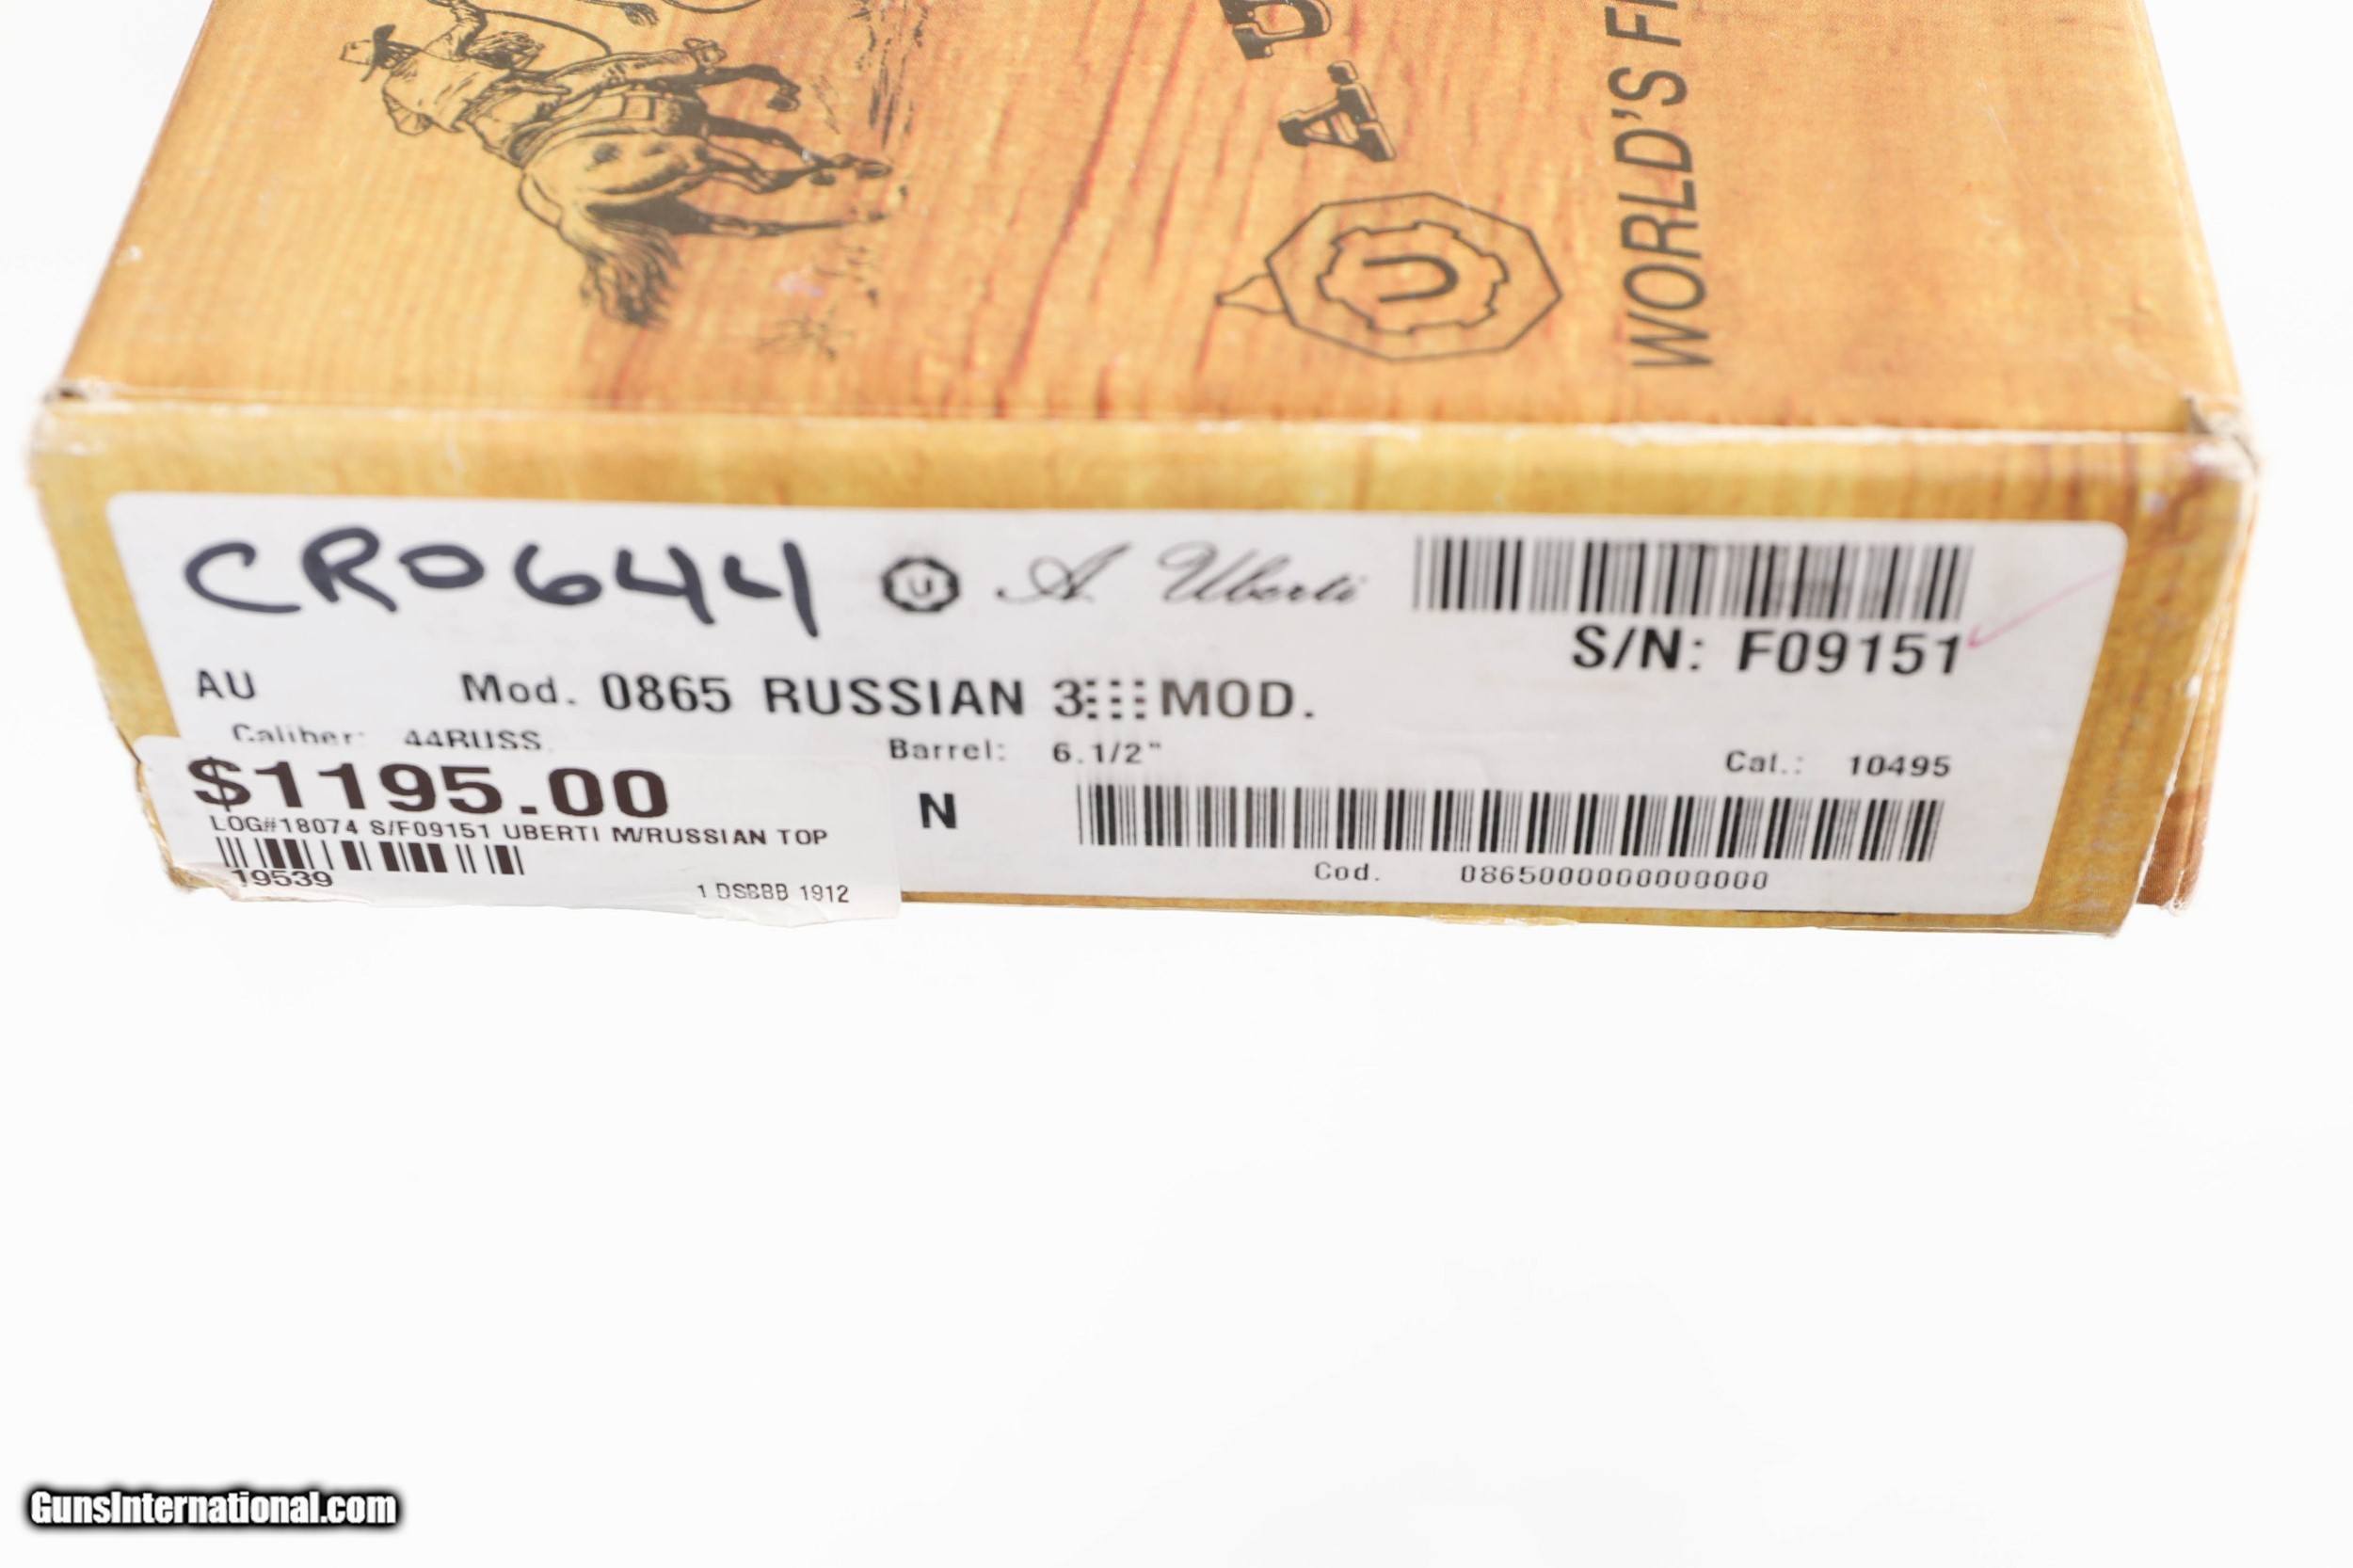 WORLD'S FI
U
CR0644
U A. Uberti
S/N: F09151
AU Mod. 0865 RUSSIAN 3 MOD.
Caliber: 44RUSS. Barrel: 6.1/2" Cal.: 10495
$1195.00
LOG#18074 S/F09151 UBERTI M/RUSSIAN TOP
19539
1 DSBBB 1912
N
Cod. 0865000000000000
GunsInternational.com